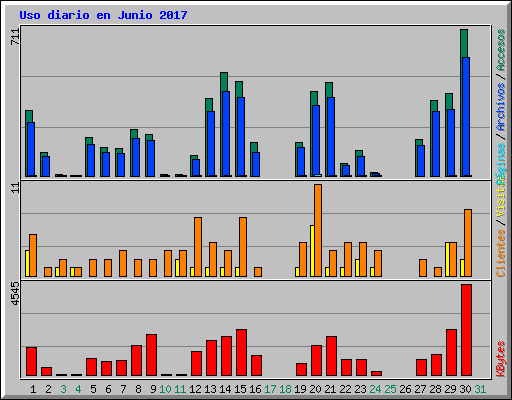 Uso diario en Junio 2017
711
11
4545
Clientes / Visitas
Páginas / Archivos / Accesos
KBytes
1 2 3 4 5 6 7 8 9 10 11 12 13 14 15 16 17 18 19 20 21 22 23 24 25 26 27 28 29 30 31